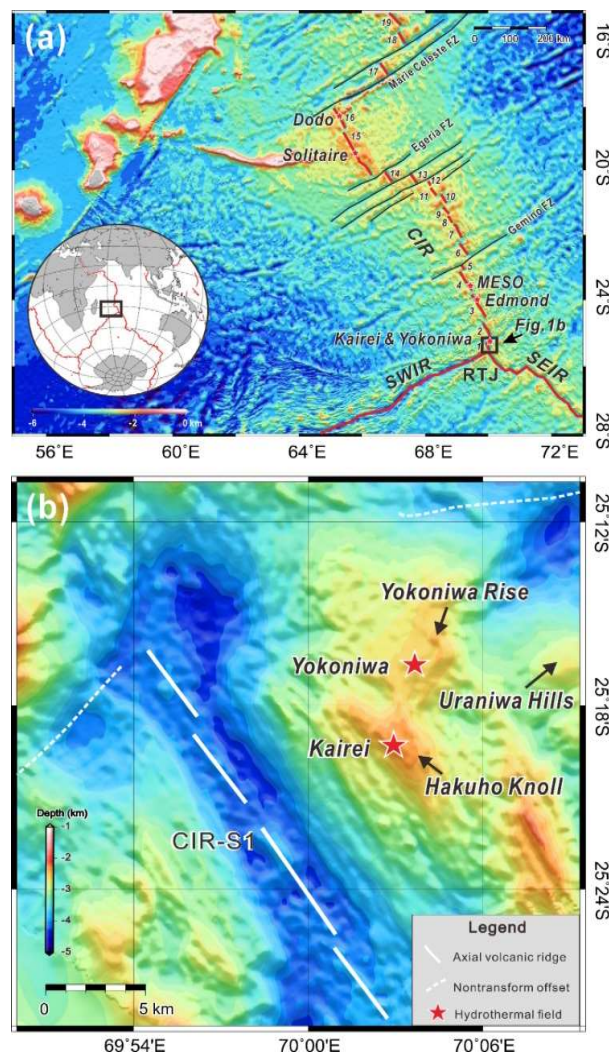 (a)
0 100 200 km
16°S
20°S
24°S
28°S
19
18
17
Marie Celeste FZ
16
Dodo
15
Solitaire
Egeria FZ
14
13
12
11
10
9
8
7
6
Gemino FZ
CIR
5
4
MESO
Edmond
3
2
Fig.1b
Kairei & Yokoniwa
1
SWIR
RTJ
SEIR
-6 -4 -2 0 km
56°E 60°E 64°E 68°E 72°E
(b)
25°12'S
25°18'S
25°24'S
Yokoniwa Rise
Yokoniwa
Uraniwa Hills
Kairei
Hakuho Knoll
CIR-S1
Depth (km)
-1
-2
-3
-4
-5
0 5 km
Legend
Axial volcanic ridge
Nontransform offset
Hydrothermal field
69°54'E 70°00'E 70°06'E